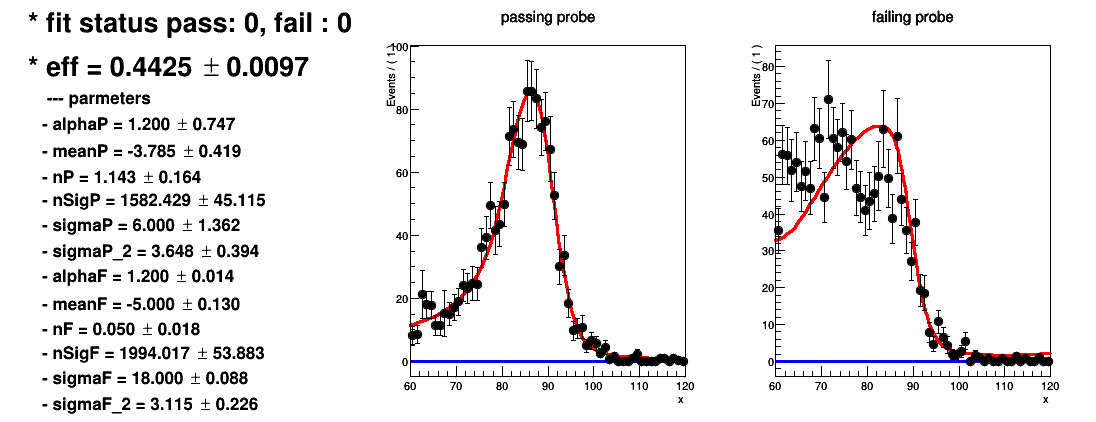 * fit status pass: 0, fail : 0
* eff = 0.4425 ± 0.0097
--- parmeters
- alphaP = 1.200 ± 0.747
- meanP = -3.785 ± 0.419
- nP = 1.143 ± 0.164
- nSigP = 1582.429 ± 45.115
- sigmaP = 6.000 ± 1.362
- sigmaP_2 = 3.648 ± 0.394
- alphaF = 1.200 ± 0.014
- meanF = -5.000 ± 0.130
- nF = 0.050 ± 0.018
- nSigF = 1994.017 ± 53.883
- sigmaF = 18.000 ± 0.088
- sigmaF_2 = 3.115 ± 0.226
passing probe
Events / ( 1 )
100
80
60
40
20
0
60 70 80 90 100 110 120
x
failing probe
Events / ( 1 )
80
70
60
50
40
30
20
10
0
60 70 80 90 100 110 120
x